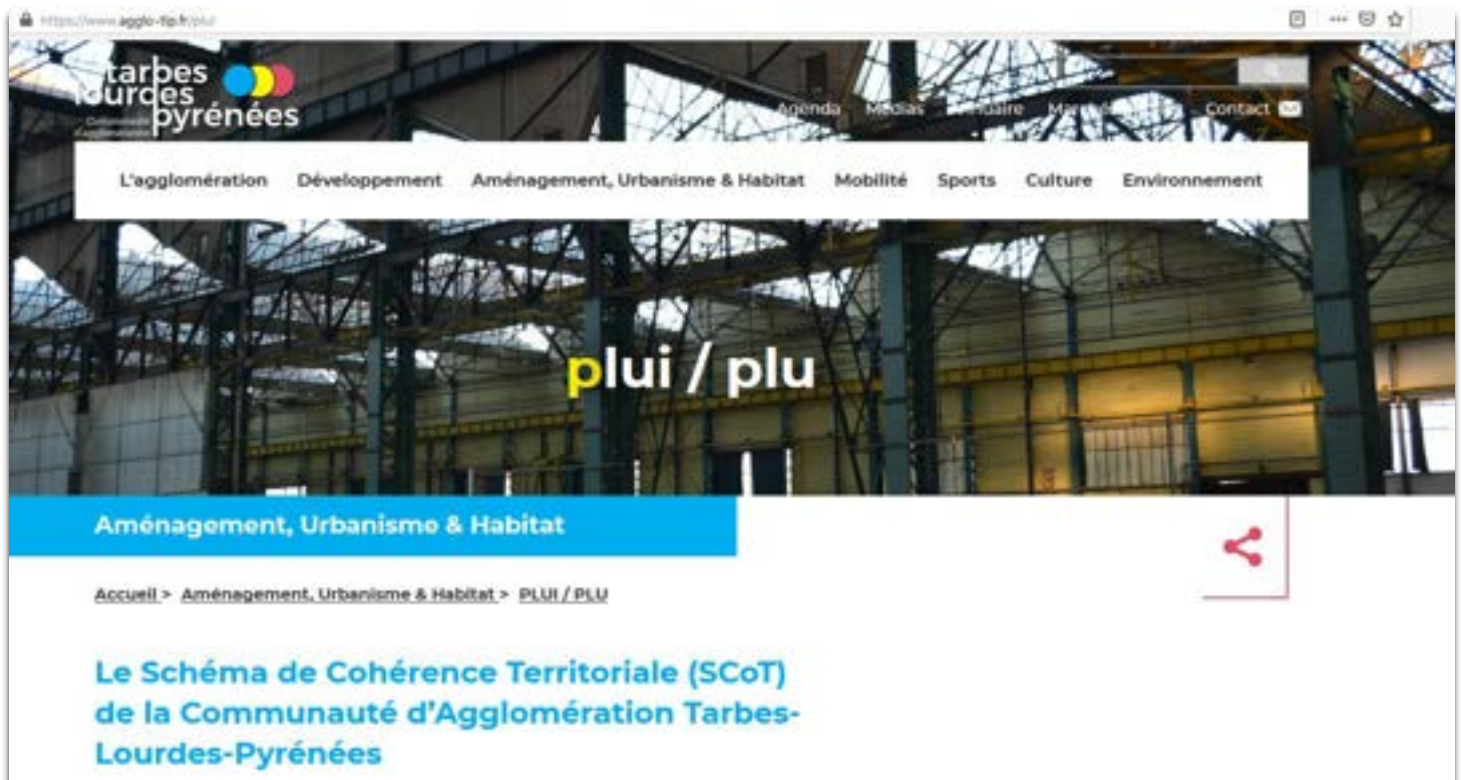 https://www.agglo-tlp.fr/plui
tarbes
lourdes
pyrénées
Agenda Médias Annuaire Contact
L'agglomération Développement Aménagement, Urbanisme & Habitat Mobilité Sports Culture Environnement
plui / plu
Aménagement, Urbanisme & Habitat
Accueil > Aménagement, Urbanisme & Habitat > PLUI / PLU
Le Schéma de Cohérence Territoriale (SCoT)
de la Communauté d'Agglomération Tarbes-
Lourdes-Pyrénées